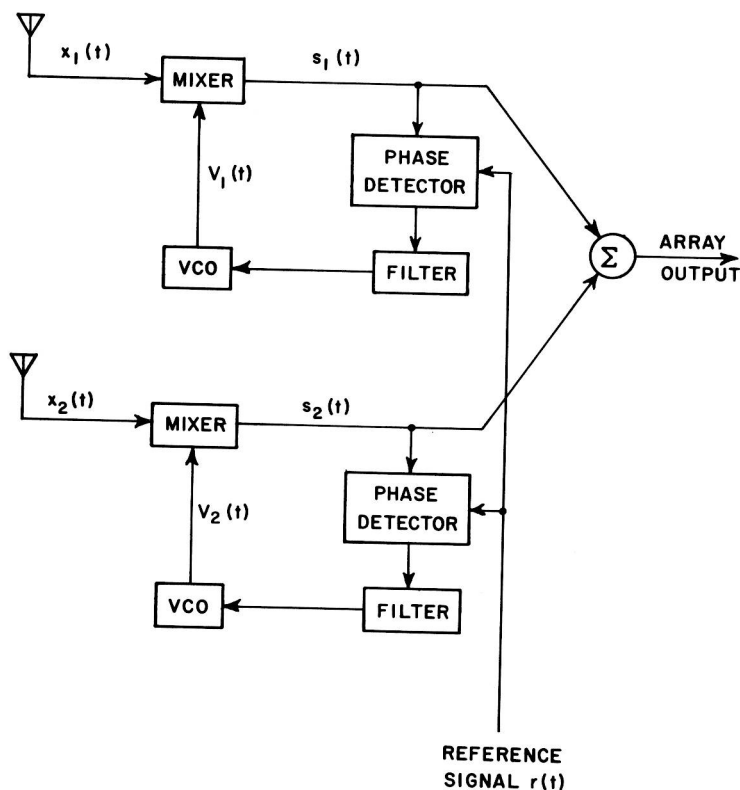 x₁(t)
MIXER
s₁(t)
PHASE
DETECTOR
V₁(t)
VCO
FILTER
Σ
ARRAY
OUTPUT
x₂(t)
MIXER
s₂(t)
PHASE
DETECTOR
V₂(t)
VCO
FILTER
REFERENCE
SIGNAL r(t)